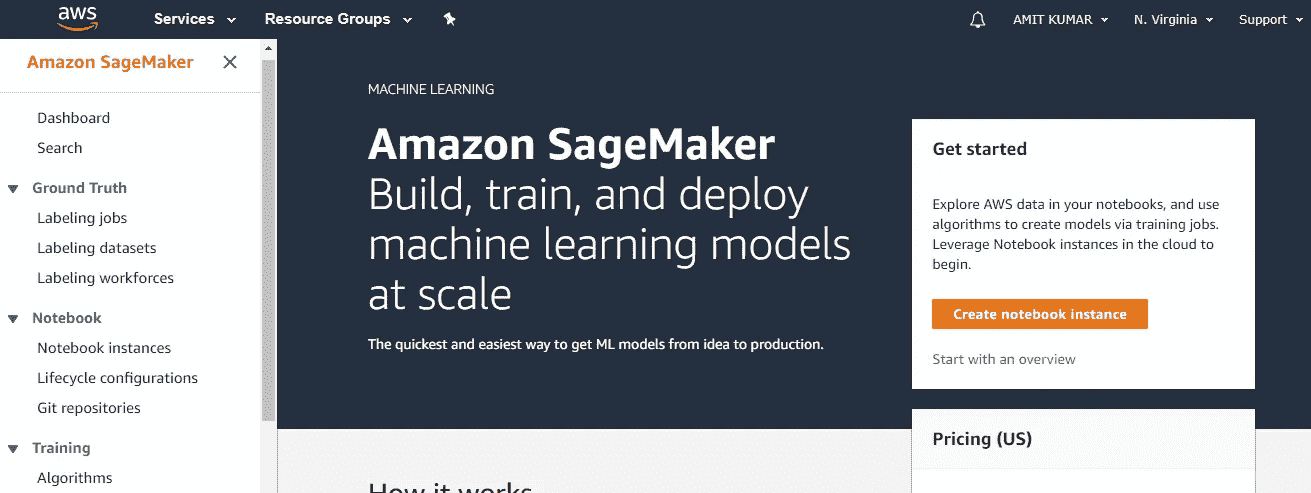 aws
Services
Resource Groups
AMIT KUMAR
N. Virginia
Support
Amazon SageMaker
Dashboard
Search
Ground Truth
Labeling jobs
Labeling datasets
Labeling workforces
Notebook
Notebook instances
Lifecycle configurations
Git repositories
Training
Algorithms
MACHINE LEARNING
Amazon SageMaker
Build, train, and deploy
machine learning models
at scale
The quickest and easiest way to get ML models from idea to production.
Get started
Explore AWS data in your notebooks, and use
algorithms to create models via training jobs.
Leverage Notebook instances in the cloud to
begin.
Create notebook instance
Start with an overview
Pricing (US)
How it works